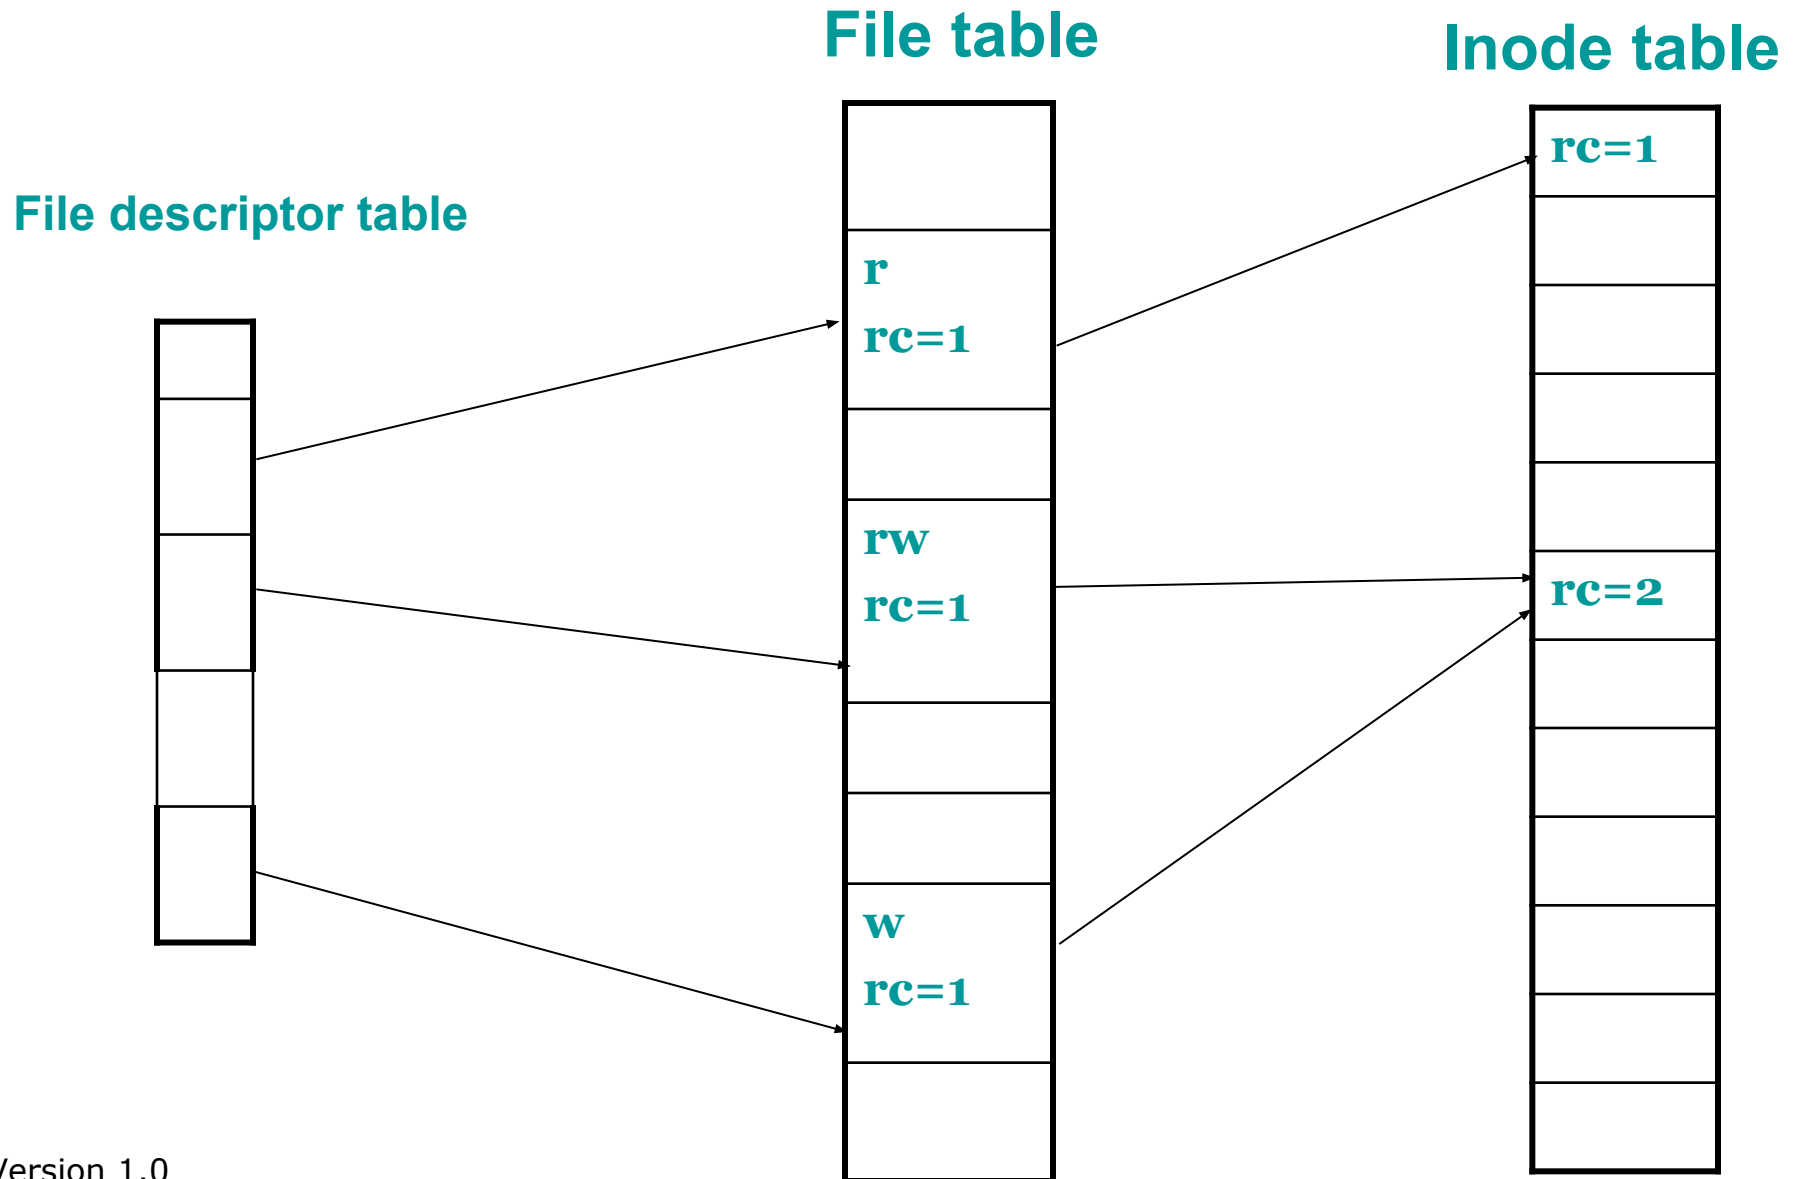 File table
Inode table
File descriptor table
r
rc=1
rw
rc=1
w
rc=1
rc=1
rc=2
Version 1.0